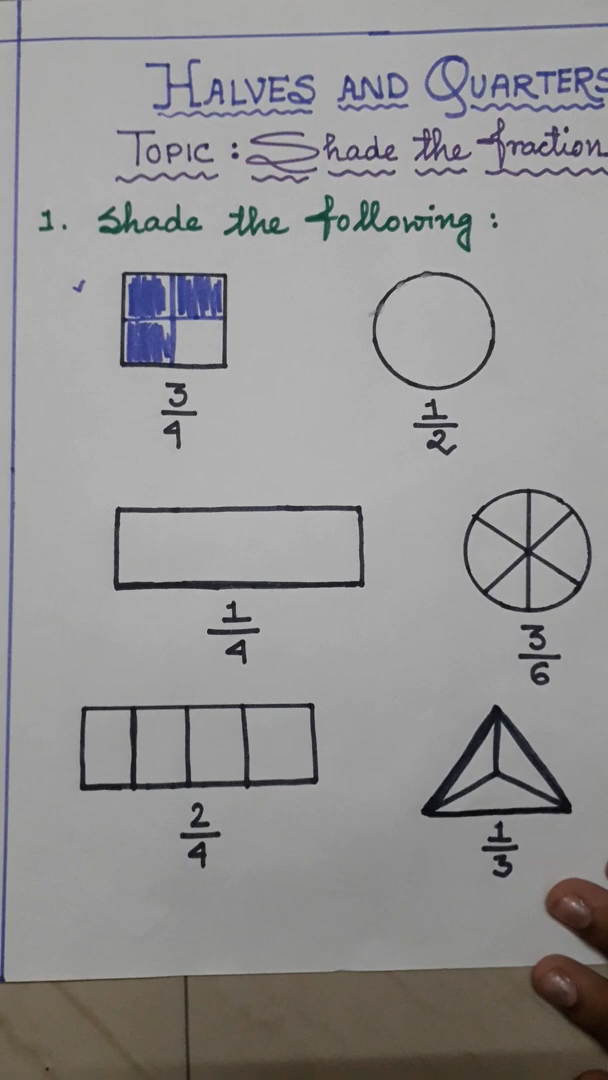 HALVES AND QUARTERS
TOPIC : Shade the fraction
1. Shade the following :
3/4
1/2
1/4
3/6
2/4
1/3